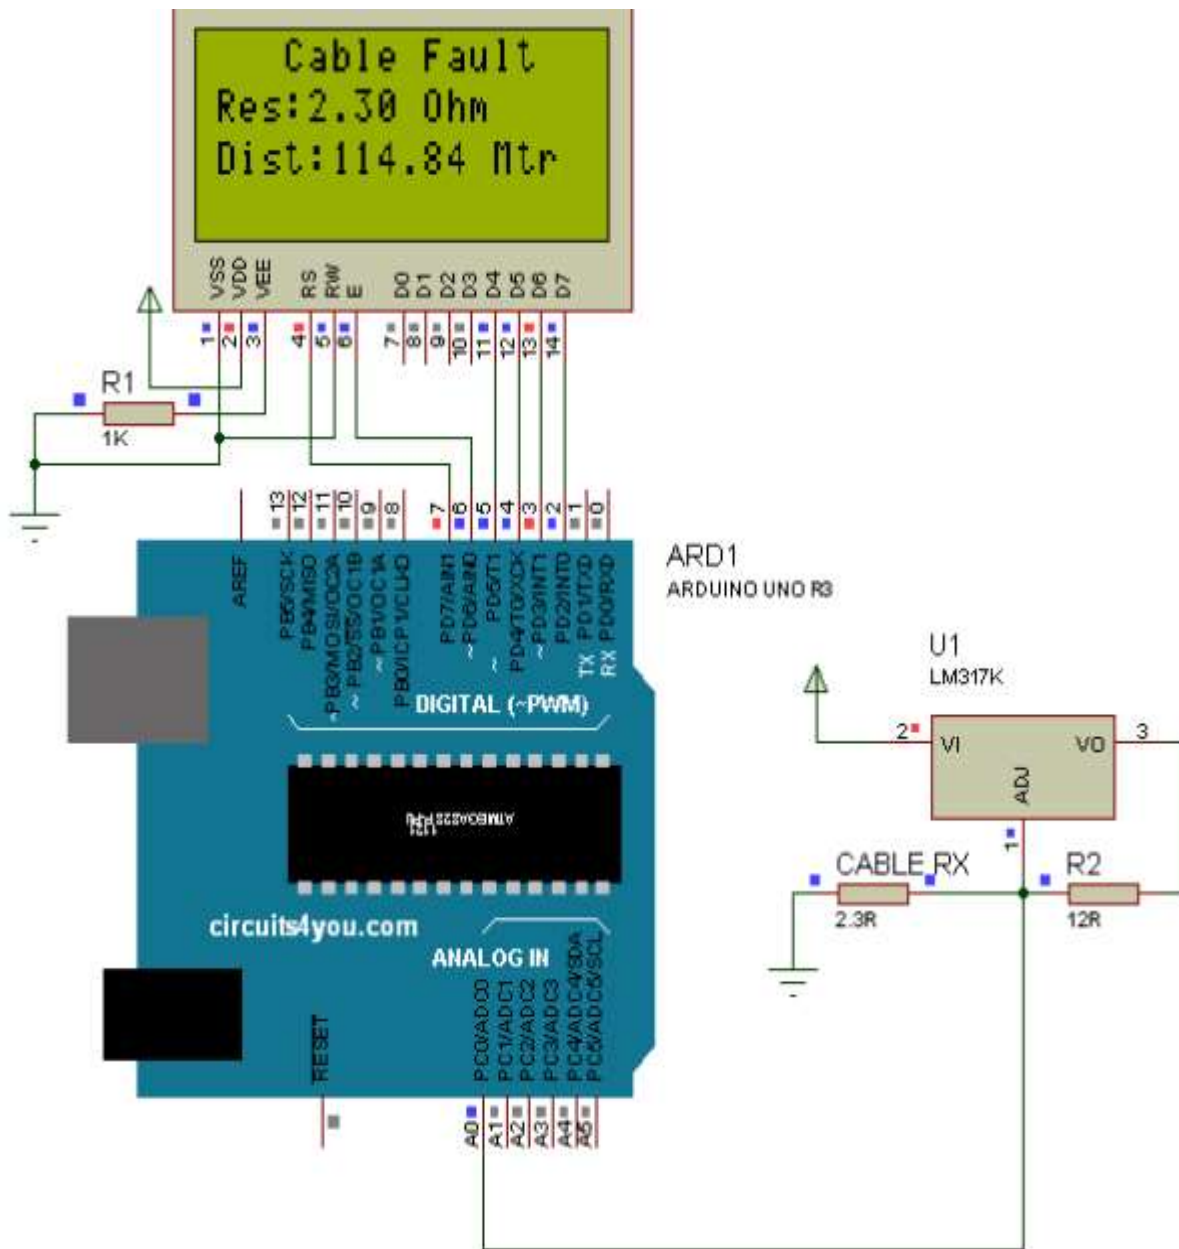 Cable Fault
Res:2.30 Ohm
Dist:114.84 Mtr
VSS
VDD
VEE
RS
RW
E
D0
D1
D2
D3
D4
D5
D6
D7
1
2
3
4
5
6
7
8
9
10
11
12
13
14
R1
1K
13
12
11
10
9
8
7
6
5
4
3
2
1
0
AREF
PB5/SCK
PB4/MISO
~PB3/MOSI/OC2A
~PB2/SS/OC1B
~PB1/OC1A
PB0/ICP1/CLKO
PD7/AIN1
~PD6/AIN0
~PD5/T1
PD4/T0/XCK
~PD3/INT1
PD2/INT0
TX PD1/TXD
RX PD0/RXD
DIGITAL (~PWM)
ARD1
ARDUINO UNO R3
circuits4you.com
ANALOG IN
RESET
PC0/ADC0
PC1/ADC1
PC2/ADC2
PC3/ADC3
PC4/ADC4/SDA
PC5/ADC5/SCL
A0
A1
A2
A3
A4
A5
U1
LM317K
2
VI
VO
3
ADJ
1
CABLE RX
2.3R
R2
12R